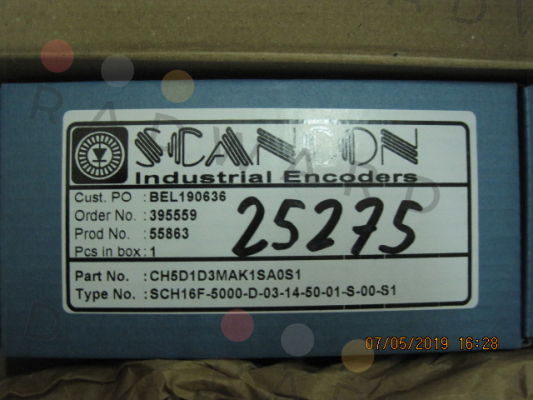 SCANCON
Industrial Encoders
Cust. PO : BEL190636
Order No. : 395559
Prod No. : 55863
Pcs in box : 1
25275
Part No. : CH5D1D3MAK1SA0S1
Type No. : SCH16F-5000-D-03-14-50-01-S-00-S1
07/05/2019 16:28